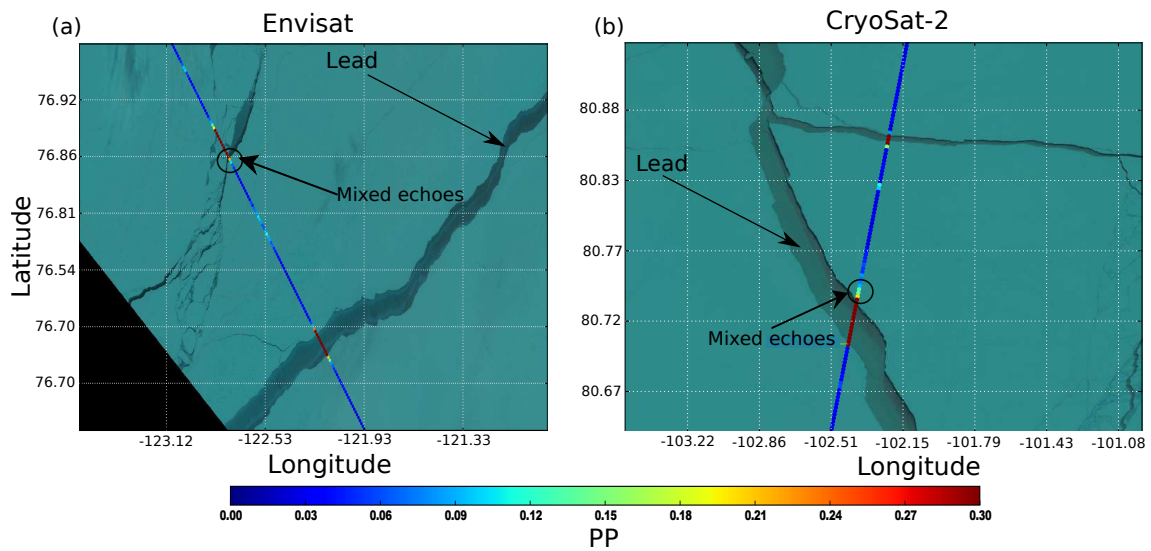 (a)
Envisat
Lead
Mixed echoes
76.92
76.86
76.81
76.54
76.70
76.70
Latitude
-123.12
-122.53
-121.93
-121.33
Longitude
(b)
CryoSat-2
Lead
Mixed echoes
80.88
80.83
80.77
80.72
80.67
-103.22
-102.86
-102.51
-102.15
-101.79
-101.43
-101.08
Longitude
0.00
0.03
0.06
0.09
0.12
0.15
0.18
0.21
0.24
0.27
0.30
PP